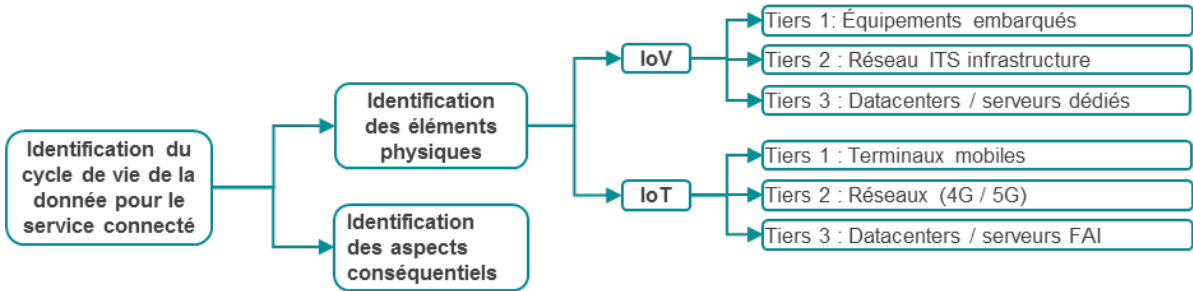 Identification du
cycle de vie de la
donnée pour le
service connecté
Identification
des éléments
physiques
Identification
des aspects
conséquentiels
IoV
Tiers 1: Équipements embarqués
Tiers 2 : Réseau ITS infrastructure
Tiers 3 : Datacenters / serveurs dédiés
IoT
Tiers 1 : Terminaux mobiles
Tiers 2 : Réseaux (4G / 5G)
Tiers 3 : Datacenters / serveurs FAI